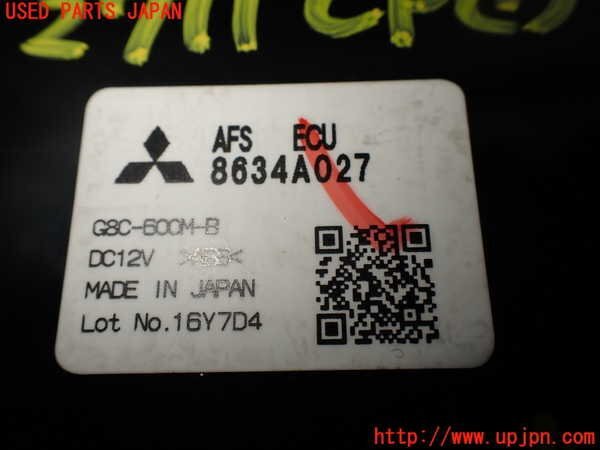 USED PARTS JAPAN
AFS ECU
8634A027
G8C-600M-B
DC12V >ABS<
MADE IN JAPAN
Lot No.16Y7D4
http://www.upjpn.com/